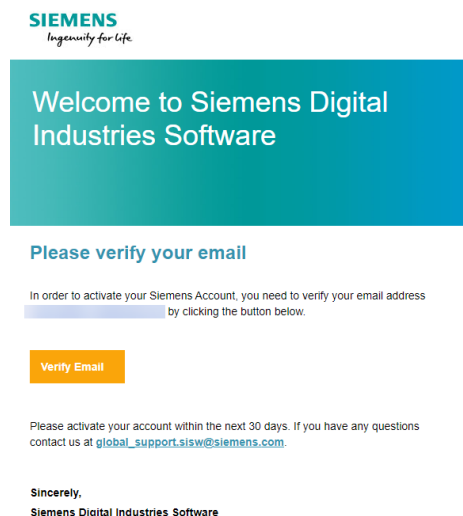 SIEMENS
Ingenuity for life
Welcome to Siemens Digital
Industries Software
Please verify your email
In order to activate your Siemens Account, you need to verify your email address
by clicking the button below.
Verify Email
Please activate your account within the next 30 days. If you have any questions
contact us at global_support.sisw@siemens.com.
Sincerely,
Siemens Digital Industries Software